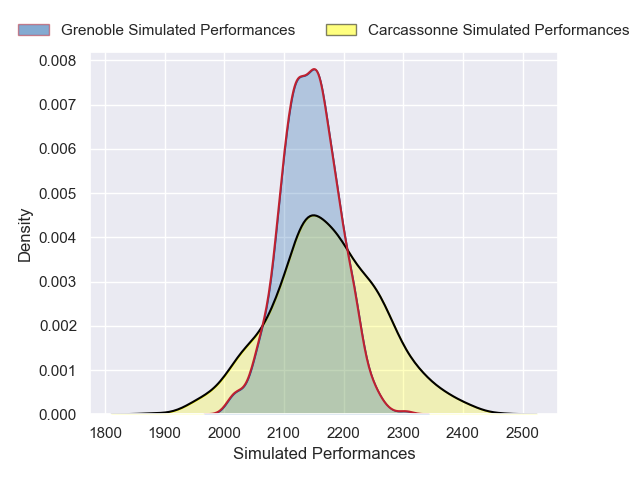 Grenoble Simulated Performances Carcassonne Simulated Performances
0.008
0.007
0.006
0.005
0.004
0.003
0.002
0.001
0.000
Density
1800 1900 2000 2100 2200 2300 2400 2500
Simulated Performances